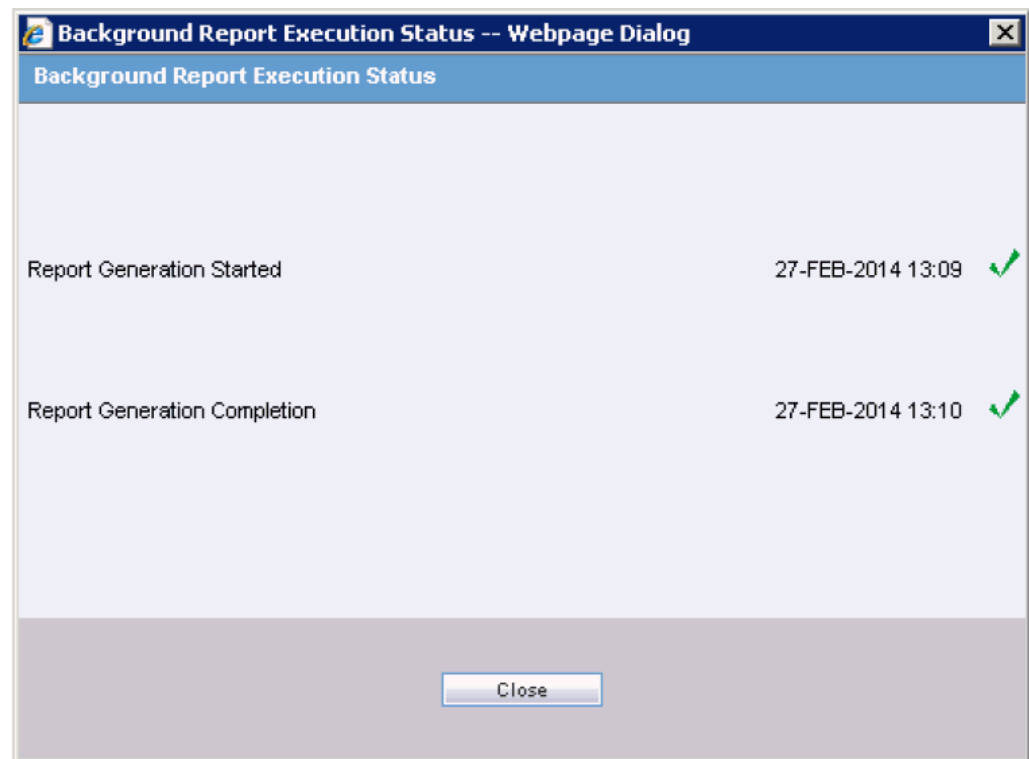 Background Report Execution Status -- Webpage Dialog
Background Report Execution Status
Report Generation Started 27-FEB-2014 13:09
Report Generation Completion 27-FEB-2014 13:10
Close